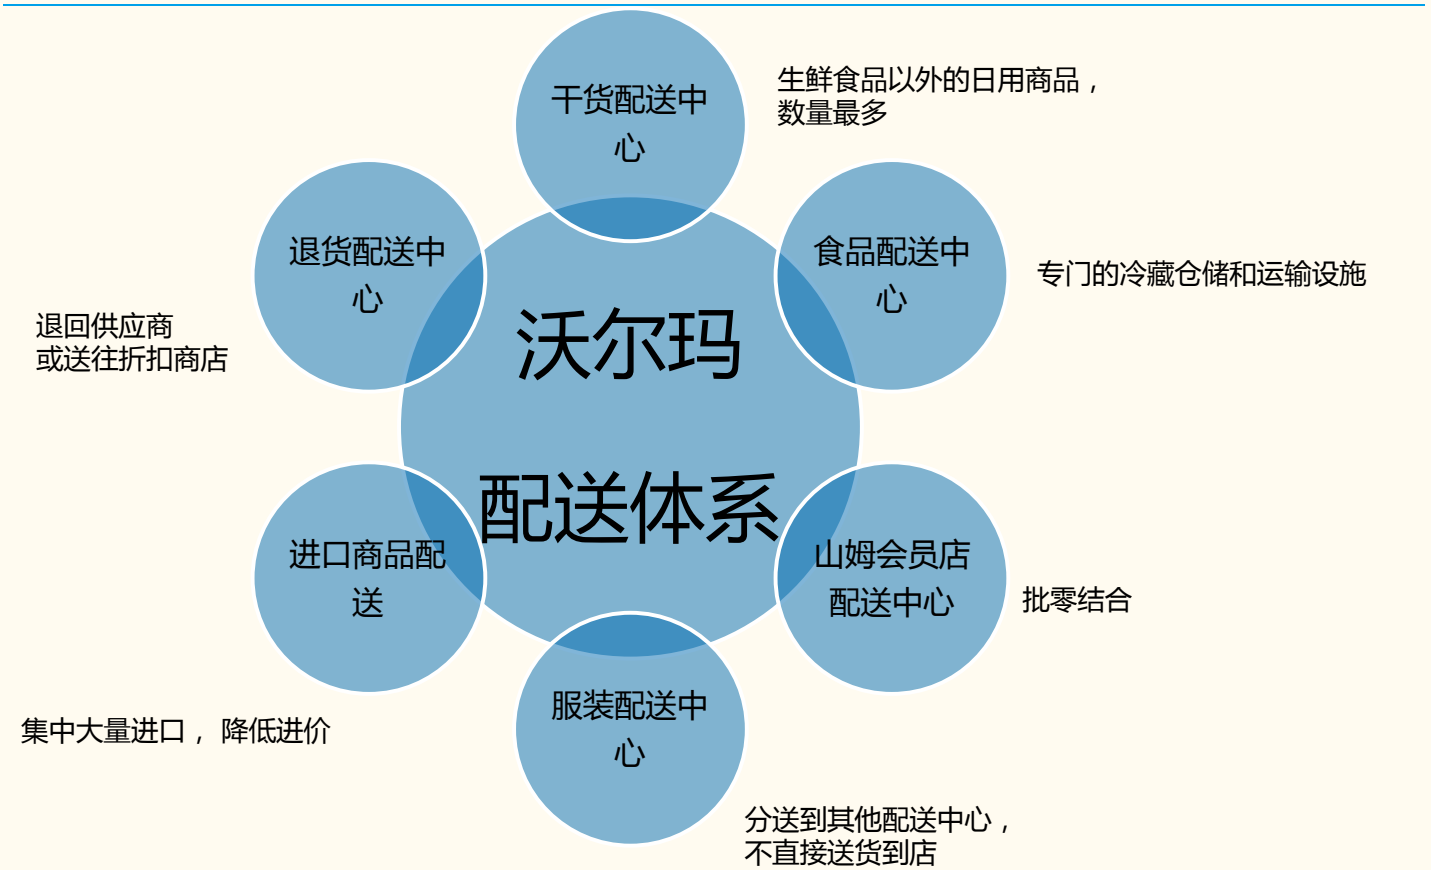 干货配送中
心
生鲜食品以外的日用商品，
数量最多
退货配送中
心
食品配送中
心
专门的冷藏仓储和运输设施
退回供应商
或送往折扣商店
沃尔玛
配送体系
进口商品配
送
山姆会员店
配送中心
批零结合
集中大量进口，降低进价
服装配送中
心
分送到其他配送中心，
不直接送货到店